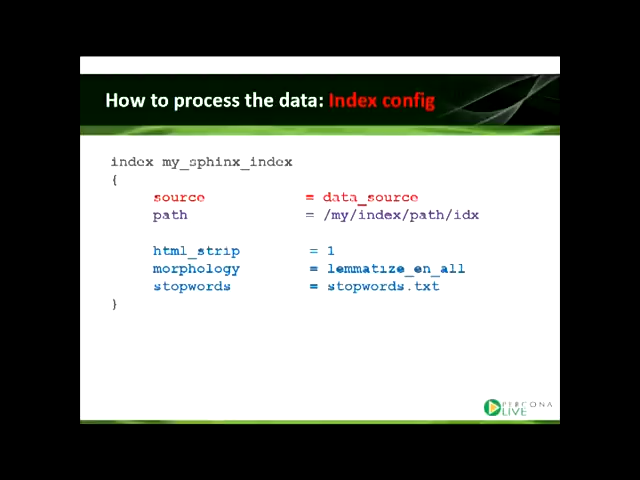 How to process the data: Index config
index my_sphinx_index
{
source = data_source
path = /my/index/path/idx
html_strip = 1
morphology = lemmatize_en_all
stopwords = stopwords.txt
}
PERCONA
LIVE